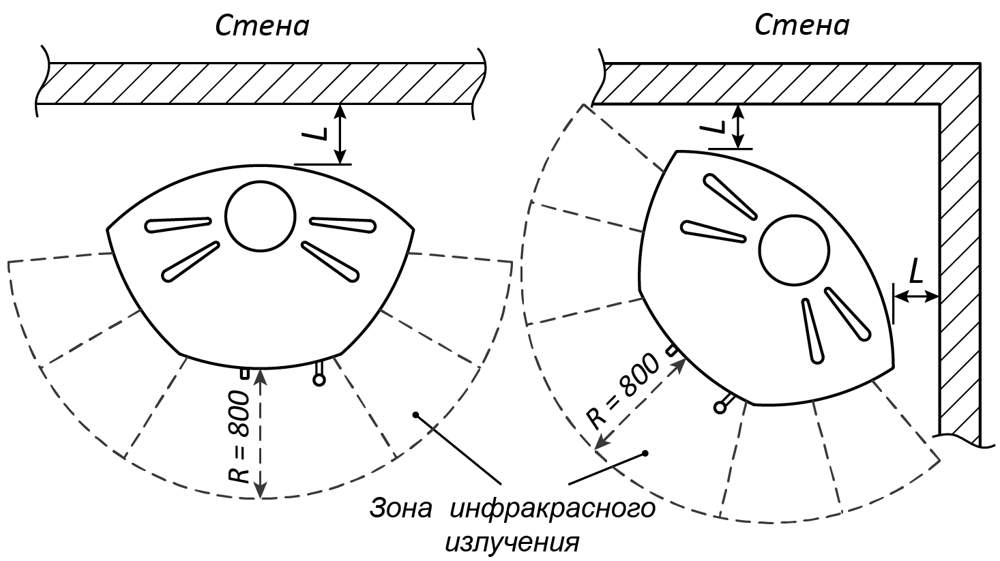 Стена
Стена
L
L
L
R = 800
R = 800
Зона инфракрасного
излучения